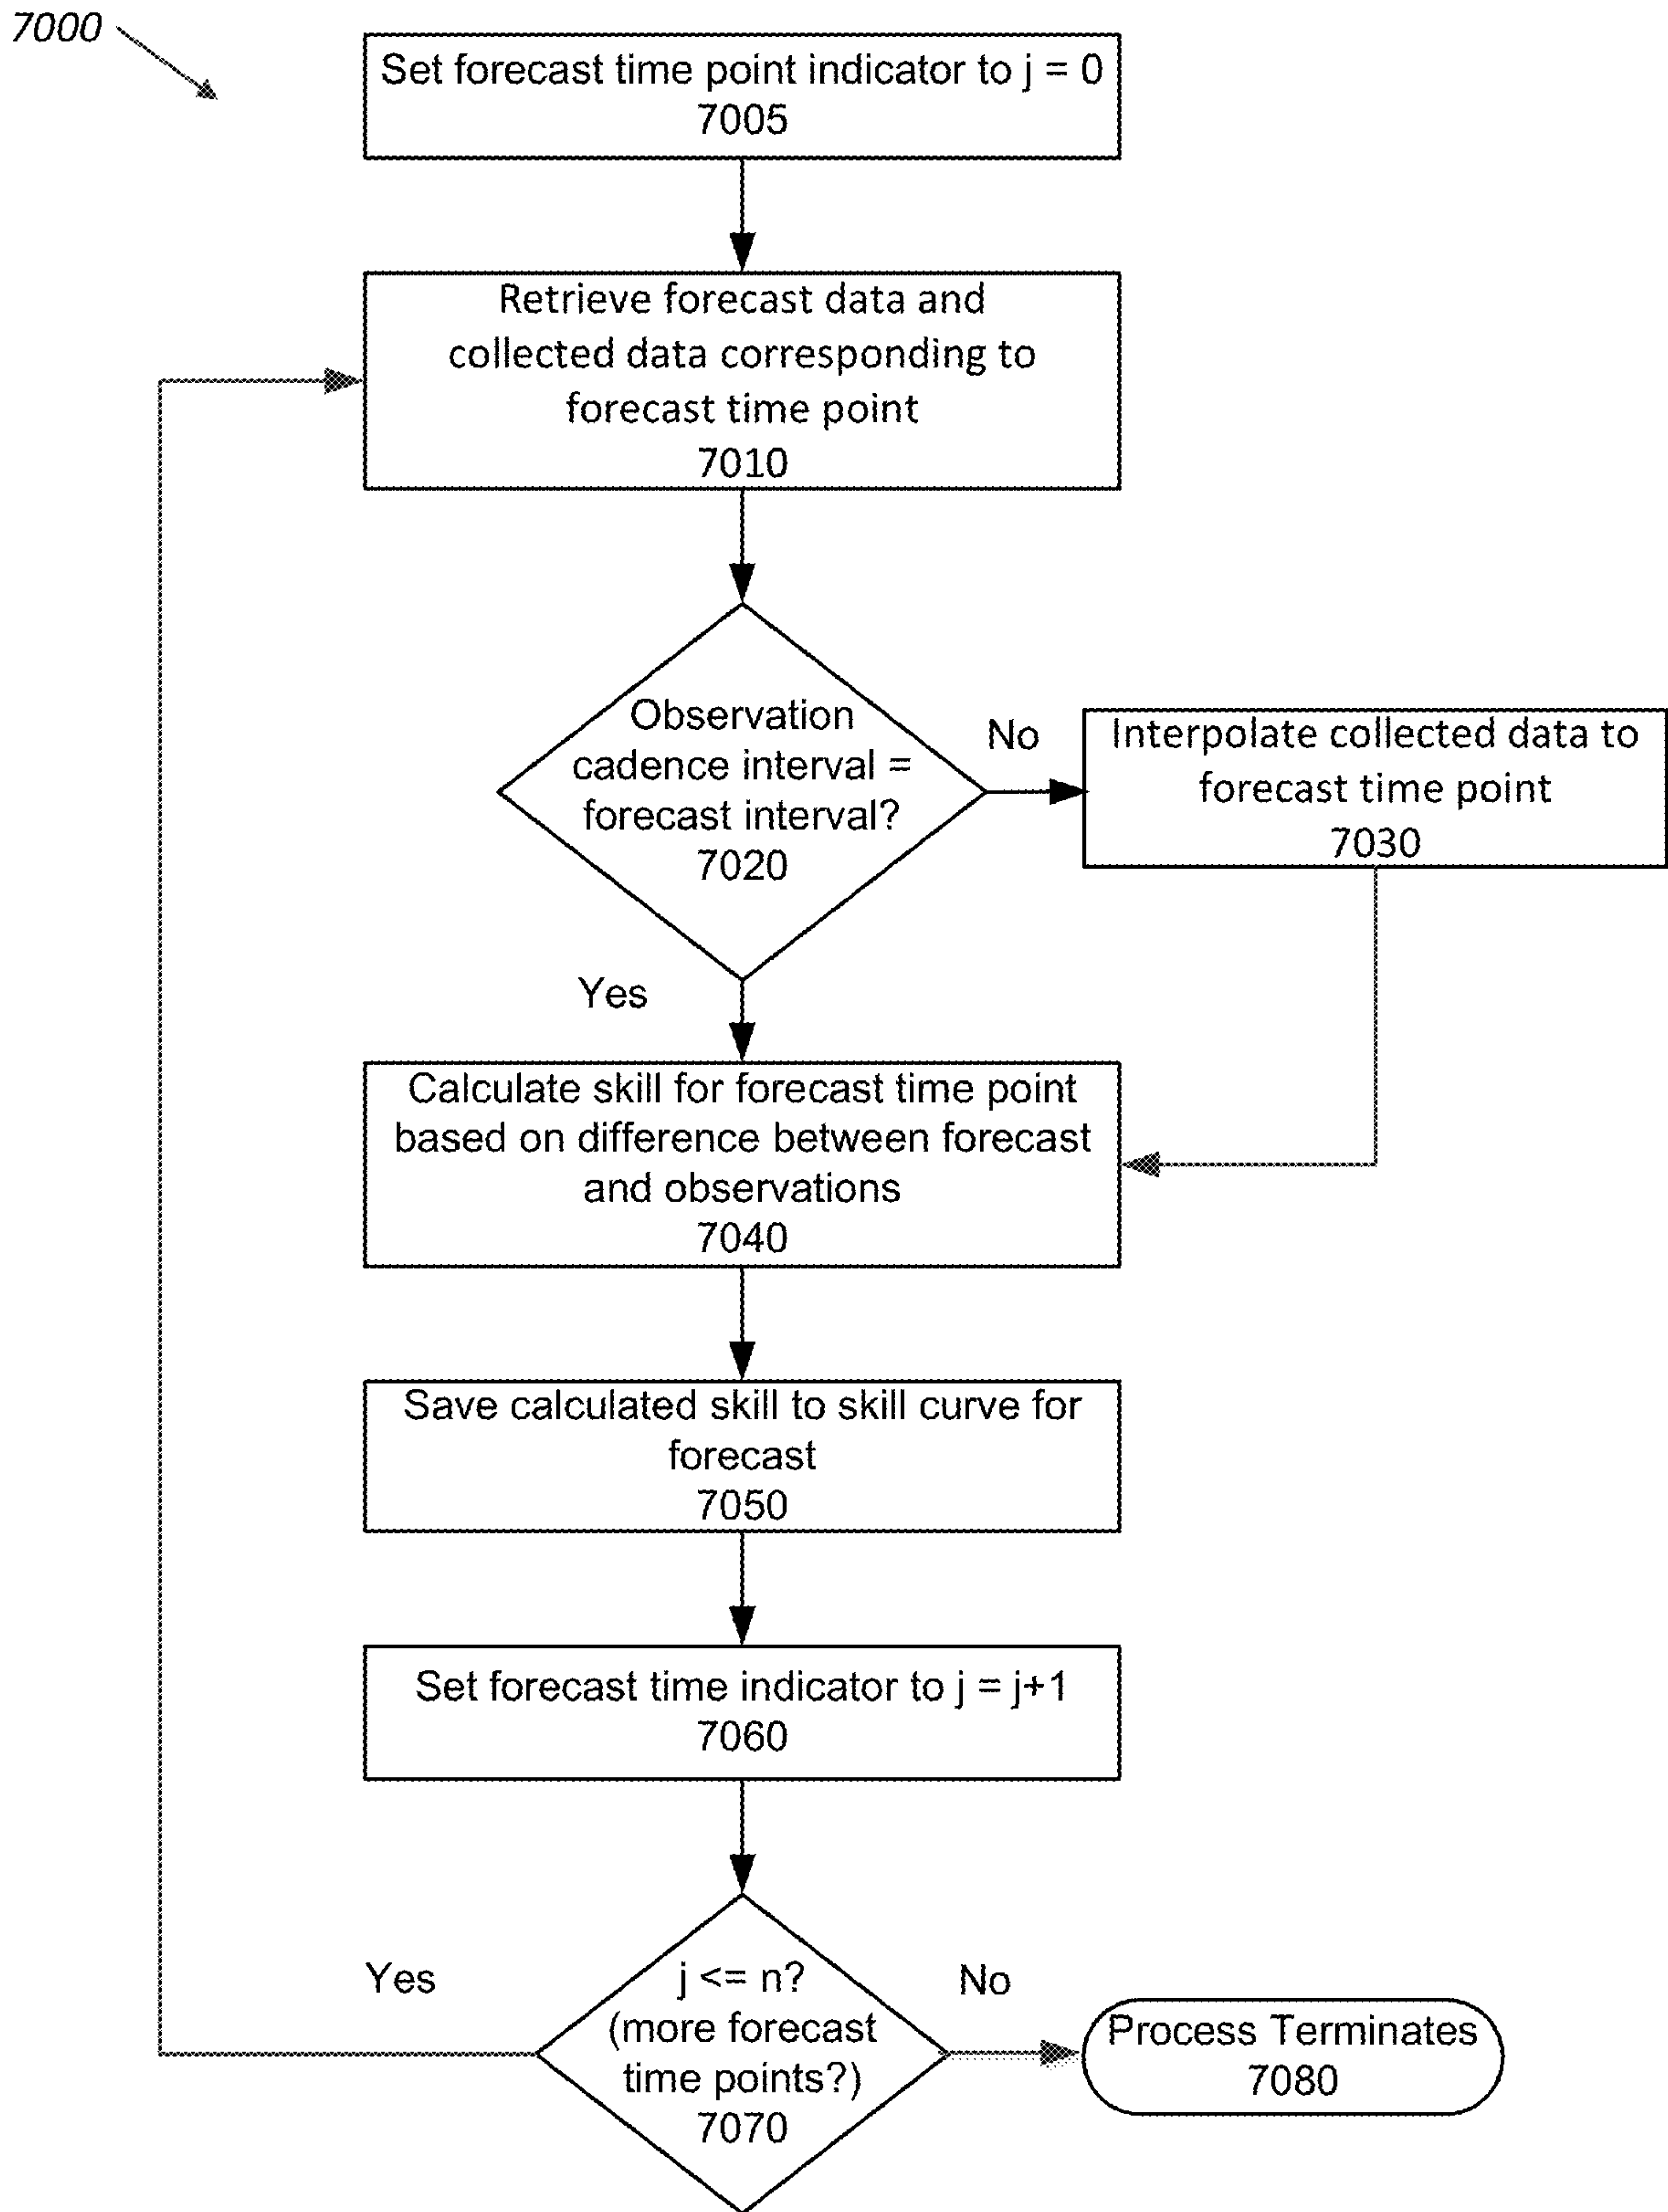 7000
Set forecast time point indicator to j = 0
7005
Retrieve forecast data and
collected data corresponding to
forecast time point
7010
Observation
cadence interval =
forecast interval?
7020
No
Interpolate collected data to
forecast time point
7030
Yes
Calculate skill for forecast time point
based on difference between forecast
and observations
7040
Save calculated skill to skill curve for
forecast
7050
Set forecast time indicator to j = j+1
7060
Yes
j <= n?
(more forecast
time points?)
7070
No
Process Terminates
7080